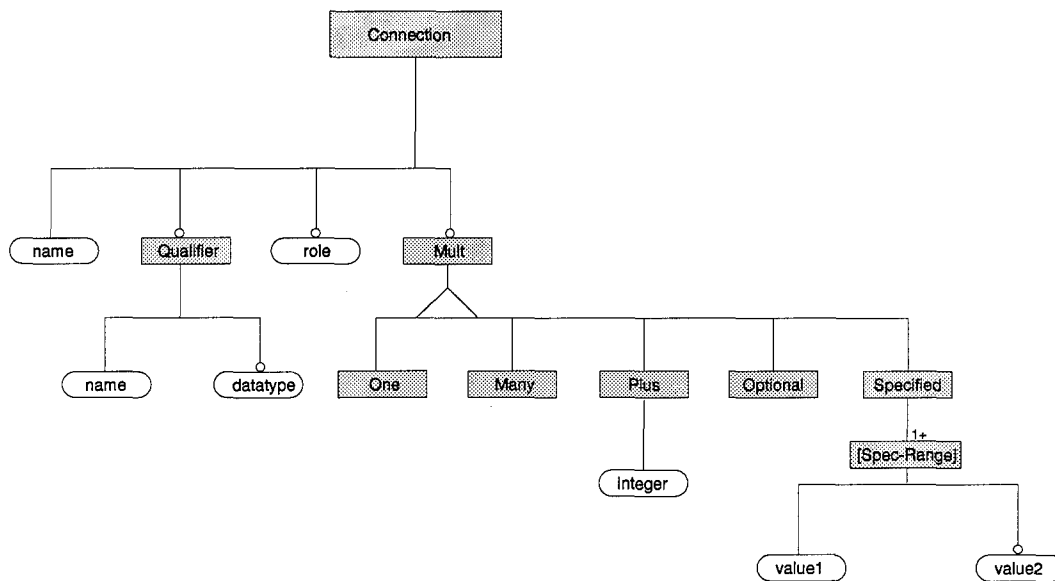 Connection
name
Qualifier
role
Mult
name
datatype
One
Many
Plus
Optional
Specified
1+
[Spec-Range]
integer
value1
value2